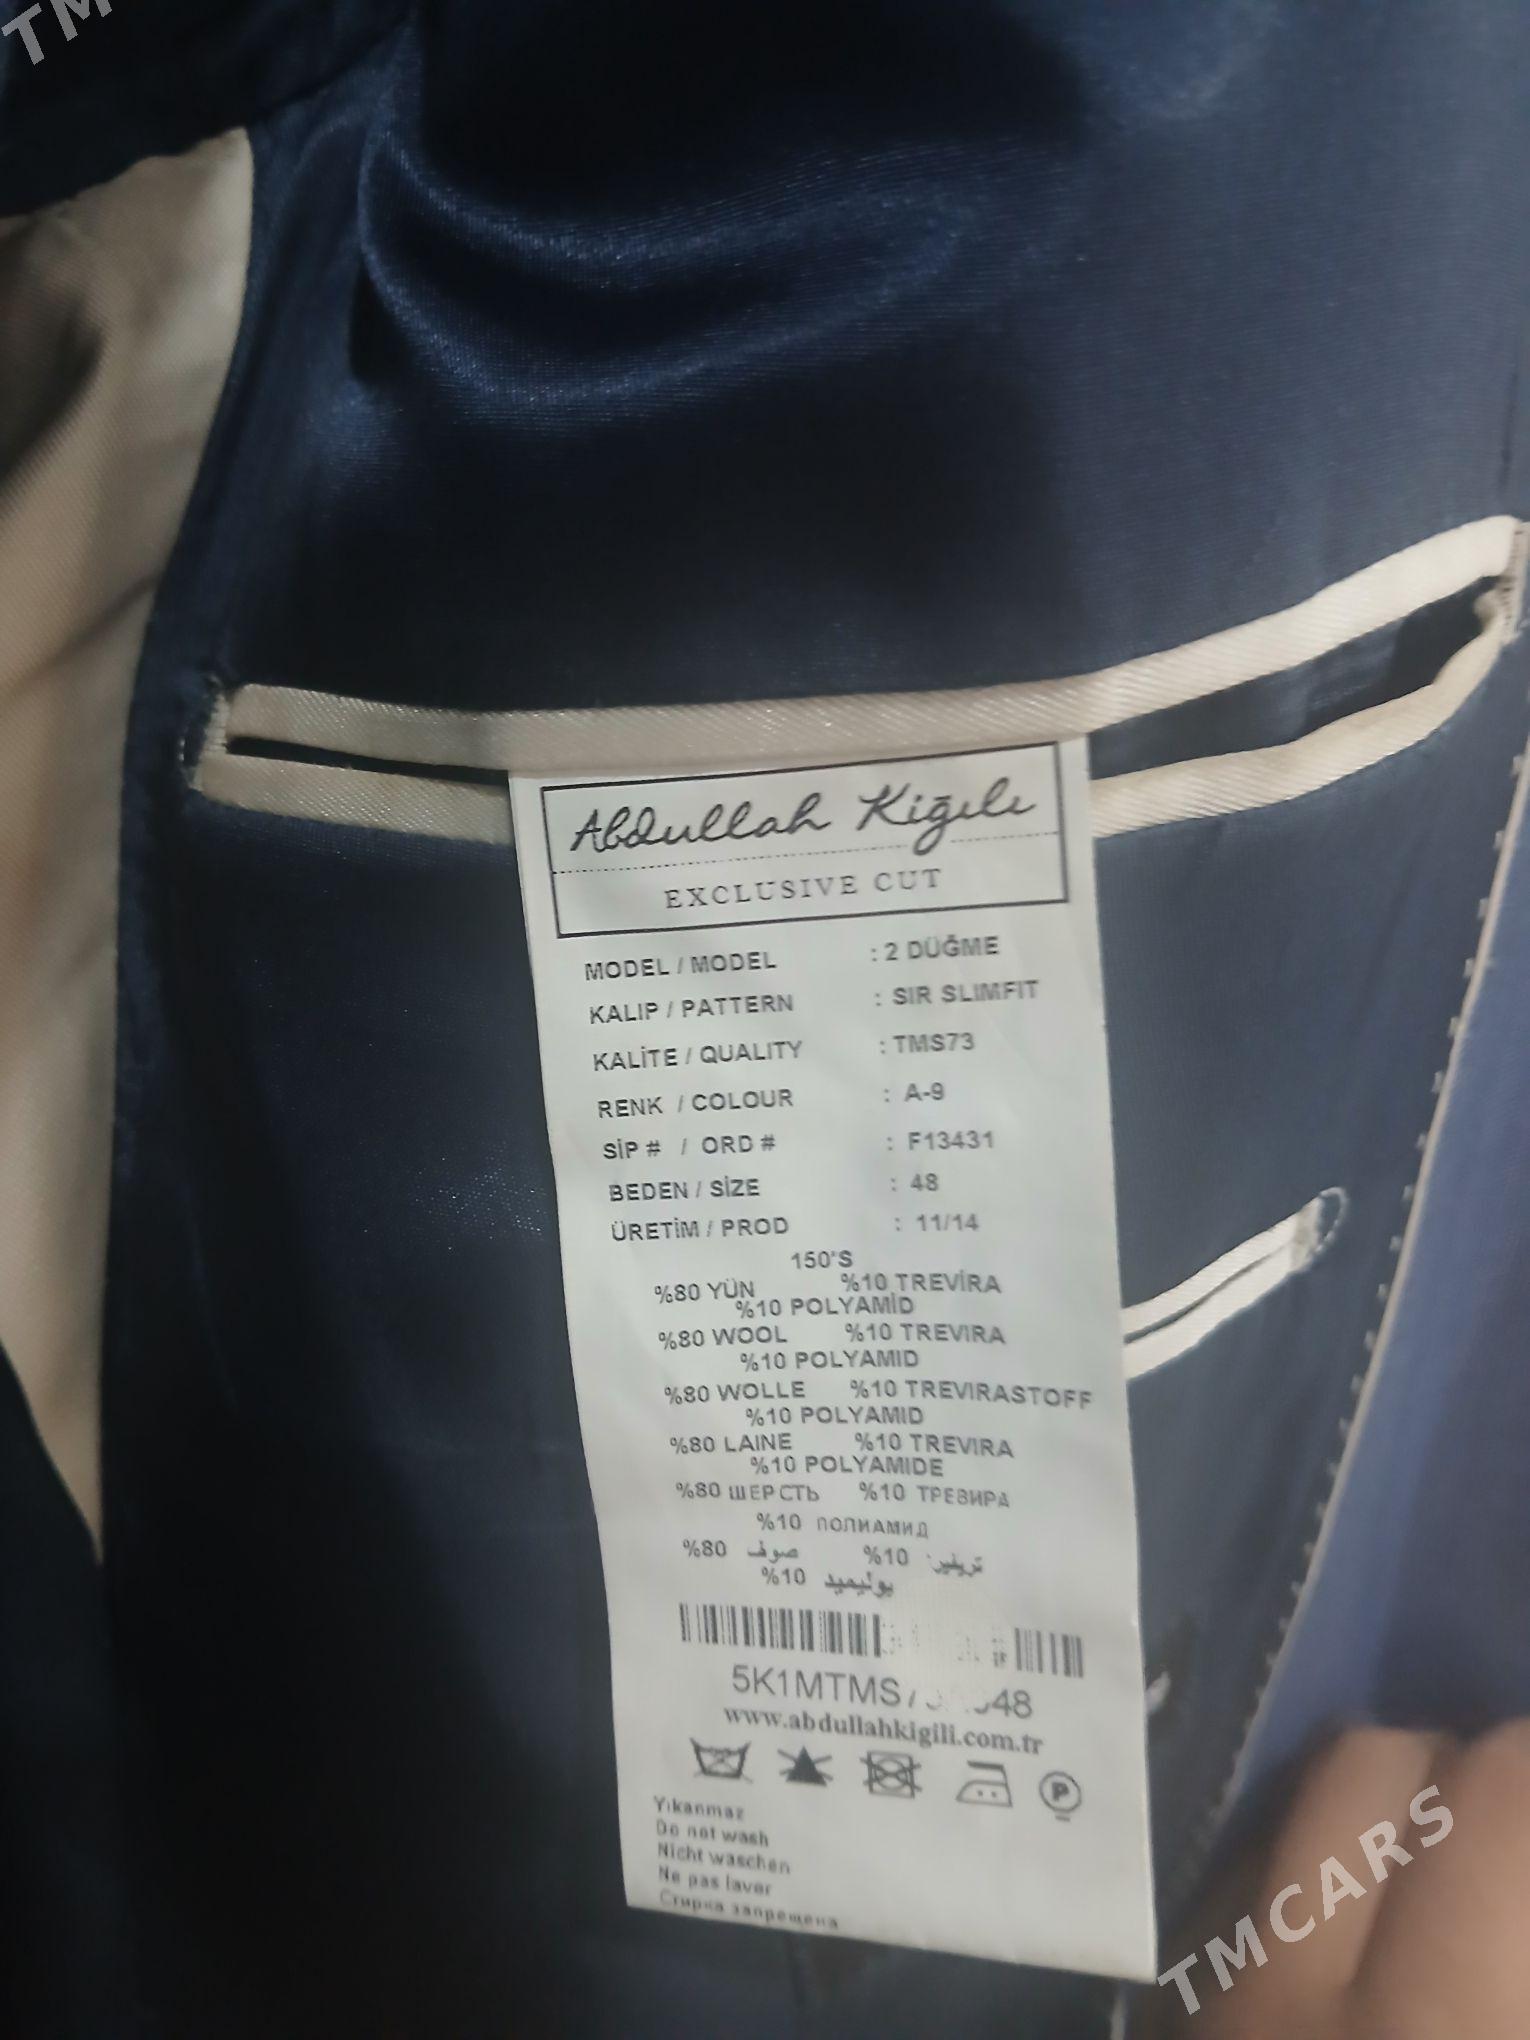 TM
Abdullah Kiğılı
EXCLUSIVE CUT
MODEL / MODEL : 2 DÜĞME
KALIP / PATTERN : SIR SLIMFIT
KALİTE / QUALITY : TMS73
RENK / COLOUR : A-9
SİP # / ORD # : F13431
BEDEN / SİZE : 48
ÜRETİM / PROD : 11/14
150'S
%80 YÜN %10 TREVİRA
%10 POLYAMİD
%80 WOOL %10 TREVIRA
%10 POLYAMID
%80 WOLLE %10 TREVIRASTOFF
%10 POLYAMID
%80 LAINE %10 TREVIRA
%10 POLYAMIDE
%80 ШЕРСТЬ %10 ТРЕВИРА
%10 ПОЛИАМИД
%80 صوف %10
%10 بوليميد
www.abdullahkigili.com.tr
P
Yıkanmaz
Do not wash
Nicht waschen
Ne pas laver
Стирка запрещена
TMCARS